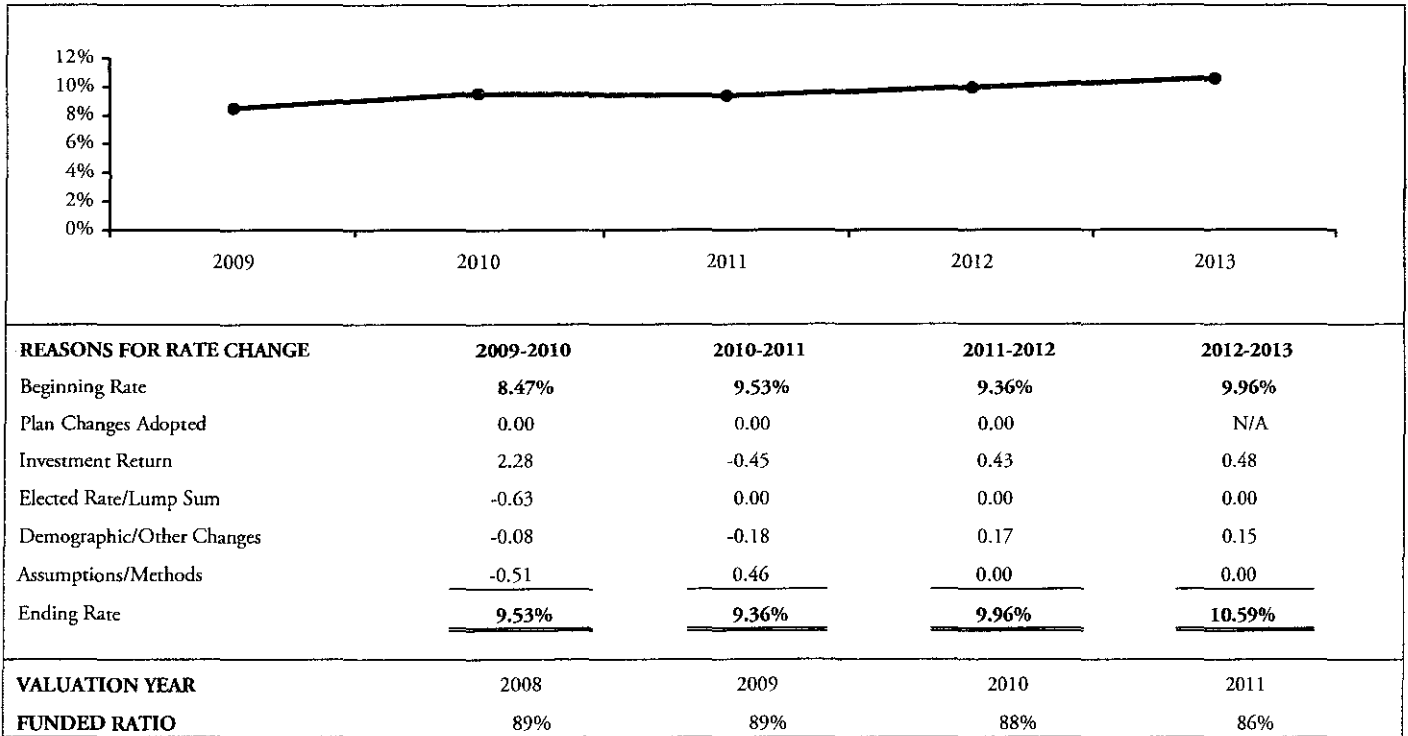 12%
10%
8%
6%
4%
2%
0%
2009 2010 2011 2012 2013
REASONS FOR RATE CHANGE 2009-2010 2010-2011 2011-2012 2012-2013
Beginning Rate 8.47% 9.53% 9.36% 9.96%
Plan Changes Adopted 0.00 0.00 0.00 N/A
Investment Return 2.28 -0.45 0.43 0.48
Elected Rate/Lump Sum -0.63 0.00 0.00 0.00
Demographic/Other Changes -0.08 -0.18 0.17 0.15
Assumptions/Methods -0.51 0.46 0.00 0.00
Ending Rate 9.53% 9.36% 9.96% 10.59%
VALUATION YEAR 2008 2009 2010 2011
FUNDED RATIO 89% 89% 88% 86%